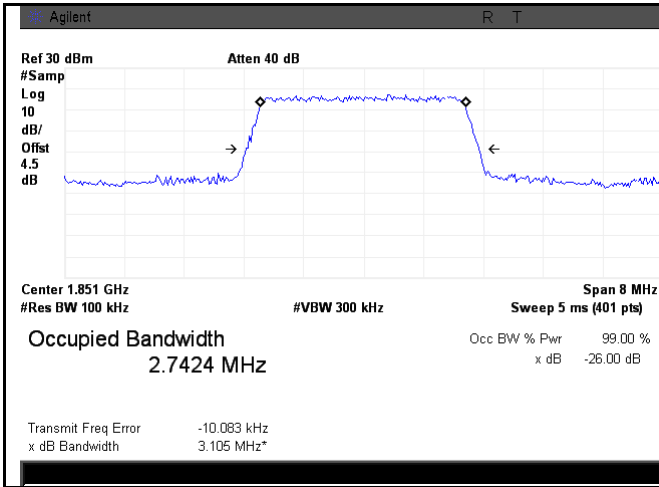 Agilent R T
Ref 30 dBm Atten 40 dB
#Samp
Log
10
dB/
Offst
4.5
dB
Center 1.851 GHz Span 8 MHz
#Res BW 100 kHz #VBW 300 kHz Sweep 5 ms (401 pts)
Occupied Bandwidth Occ BW % Pwr 99.00 %
2.7424 MHz x dB -26.00 dB
Transmit Freq Error -10.083 kHz
x dB Bandwidth 3.105 MHz*